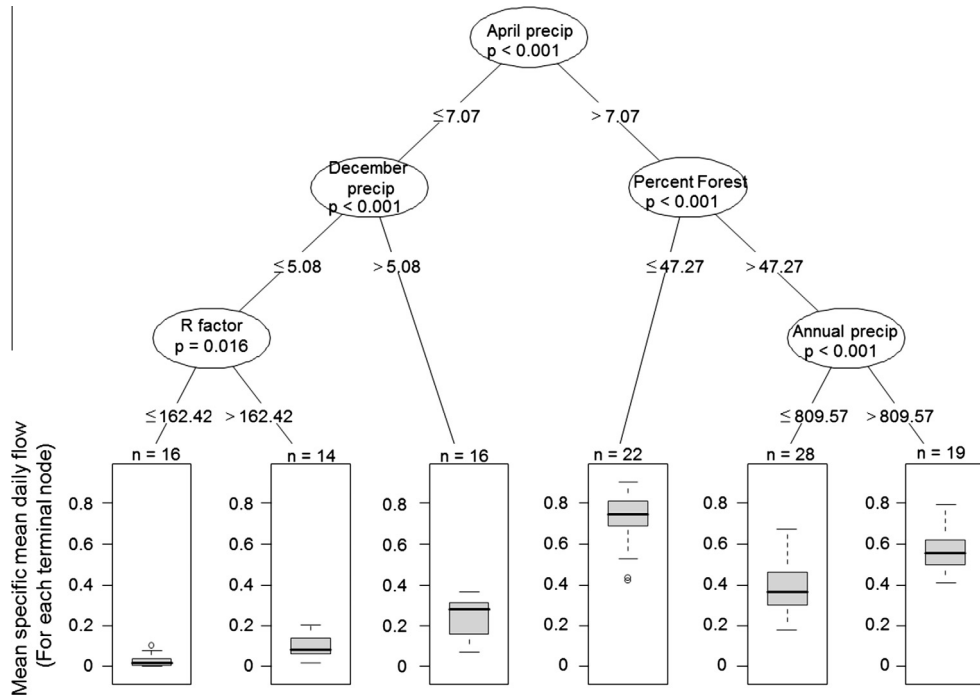 April precip
p < 0.001
≤7.07
>7.07
December
precip
p < 0.001
Percent Forest
p < 0.001
≤5.08
>5.08
≤47.27
>47.27
R factor
p = 0.016
Annual precip
p < 0.001
≤162.42
>162.42
≤809.57
>809.57
n = 16
n = 14
n = 16
n = 22
n = 28
n = 19
Mean specific mean daily flow
(For each terminal node)
0.8
0.6
0.4
0.2
0
0.8
0.6
0.4
0.2
0
0.8
0.6
0.4
0.2
0
0.8
0.6
0.4
0.2
0
0.8
0.6
0.4
0.2
0
0.8
0.6
0.4
0.2
0